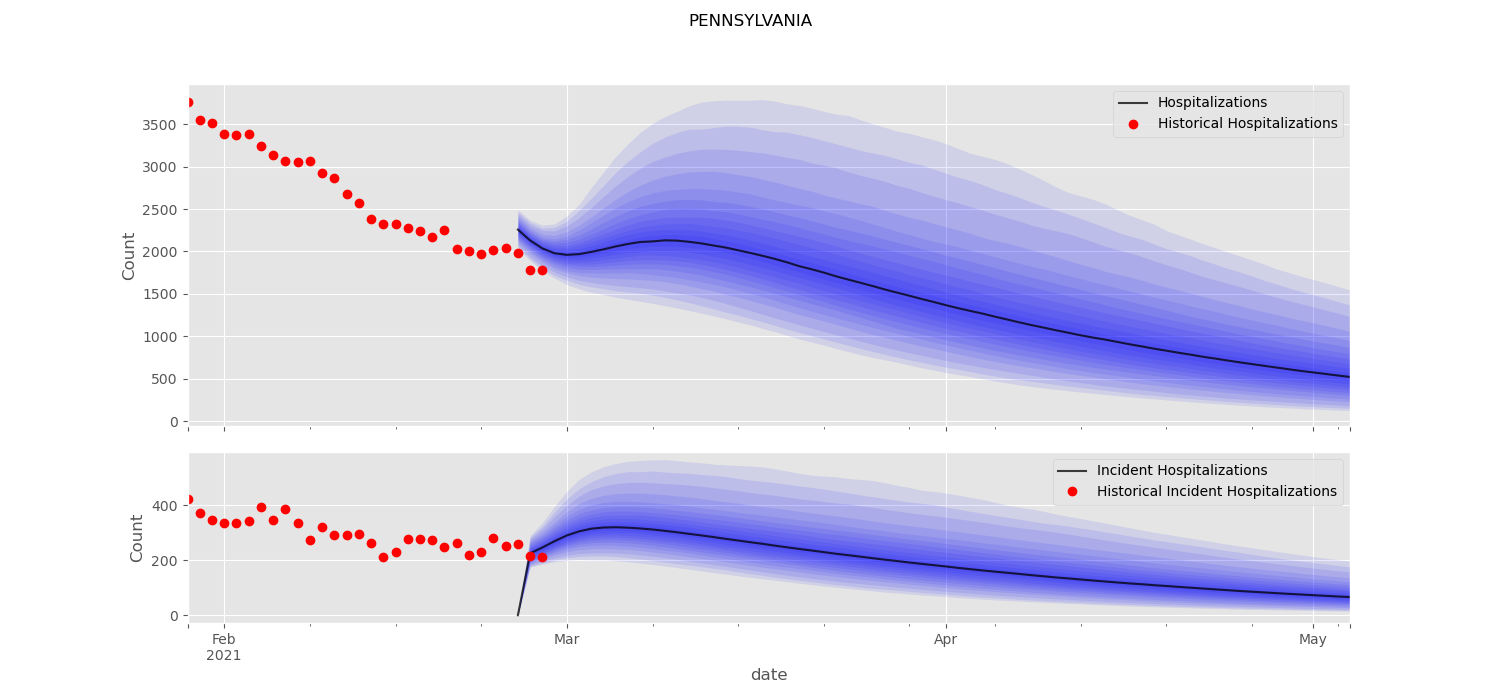 PENNSYLVANIA
Hospitalizations
Historical Hospitalizations
3500
3000
2500
2000
1500
1000
500
0
Count
Incident Hospitalizations
Historical Incident Hospitalizations
400
200
0
Count
Feb
2021
Mar
Apr
May
date